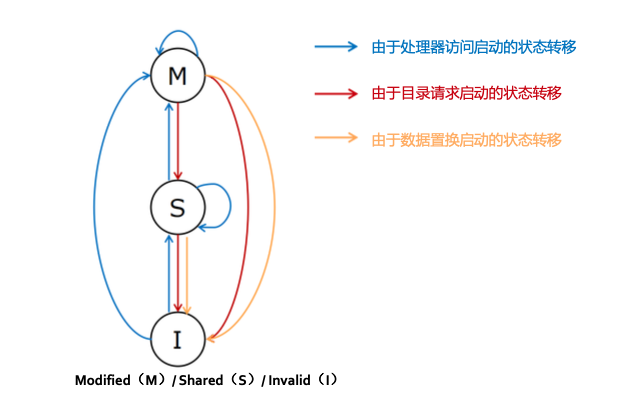 M
由于处理器访问启动的状态转移
由于目录请求启动的状态转移
由于数据置换启动的状态转移
S
I
Modified（M）/ Shared（S）/ Invalid（I）